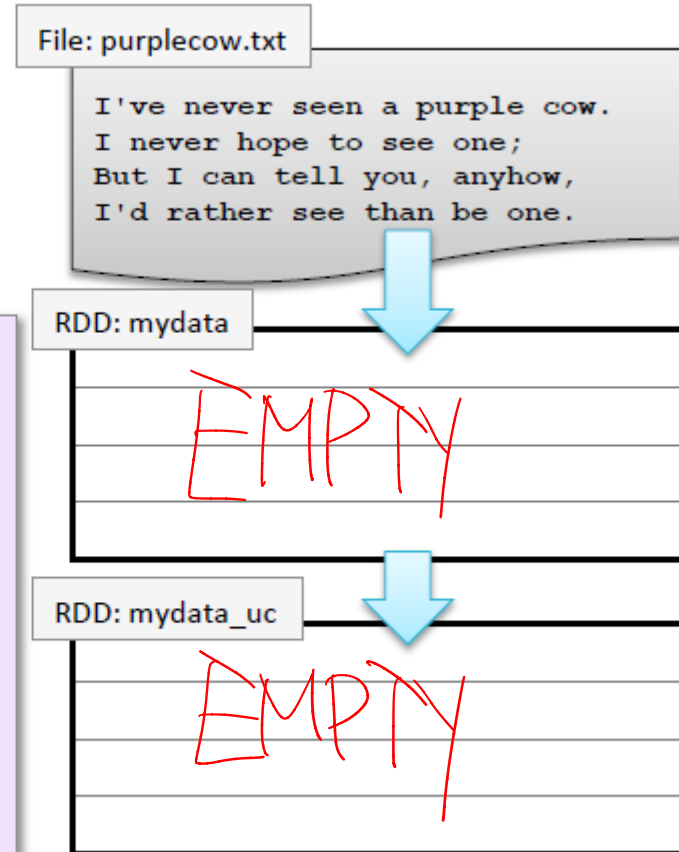 File: purplecow.txt
I've never seen a purple cow.
I never hope to see one;
But I can tell you, anyhow,
I'd rather see than be one.
RDD: mydata
EMPTY
RDD: mydata_uc
EMPTY